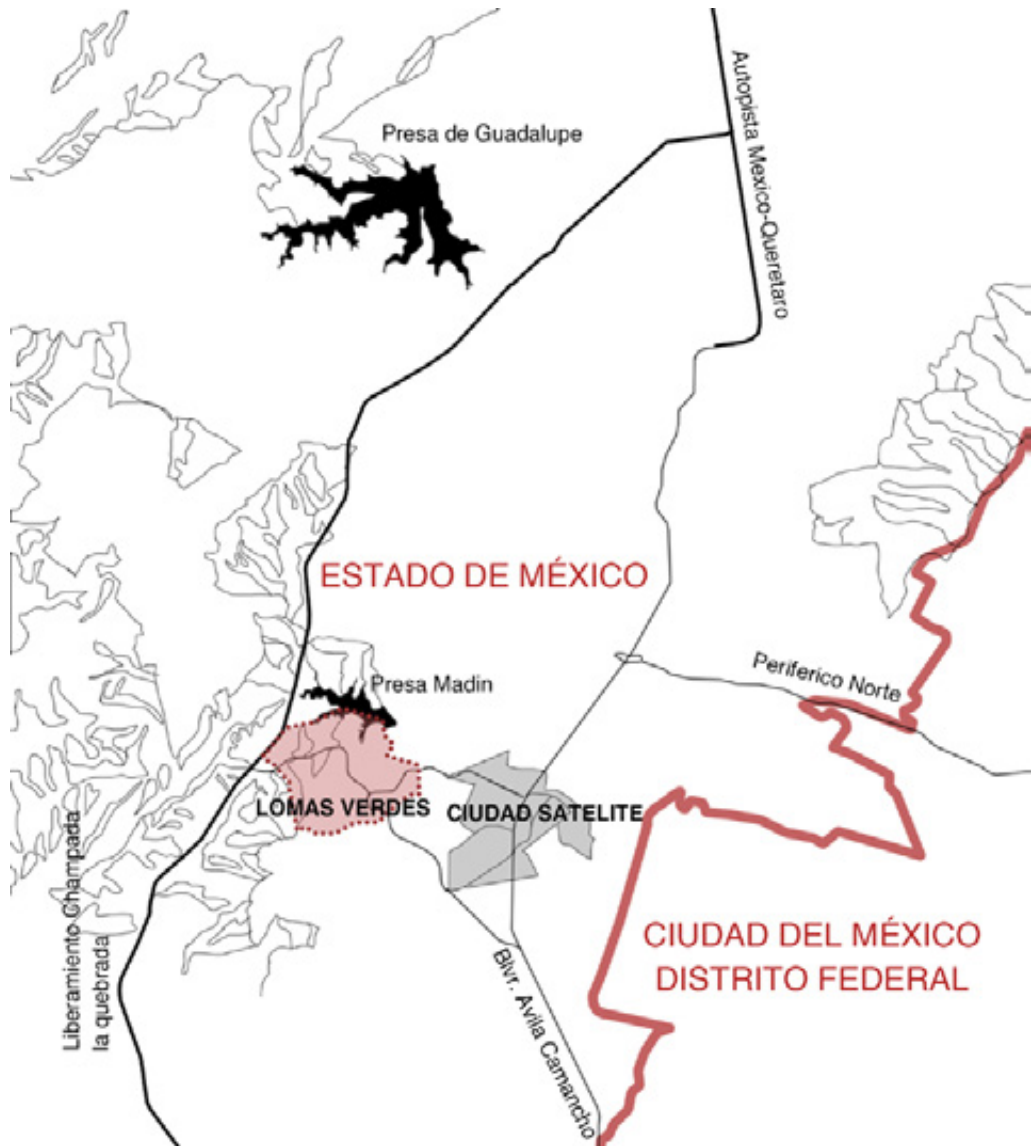 Presa de Guadalupe
Autopista Mexico-Queretaro
ESTADO DE MÉXICO
Periferico Norte
Presa Madin
LOMAS VERDES
CIUDAD SATELITE
Liberamiento Champada
la quebrada
CIUDAD DEL MÉXICO
DISTRITO FEDERAL
Blvr. Avila Camancho